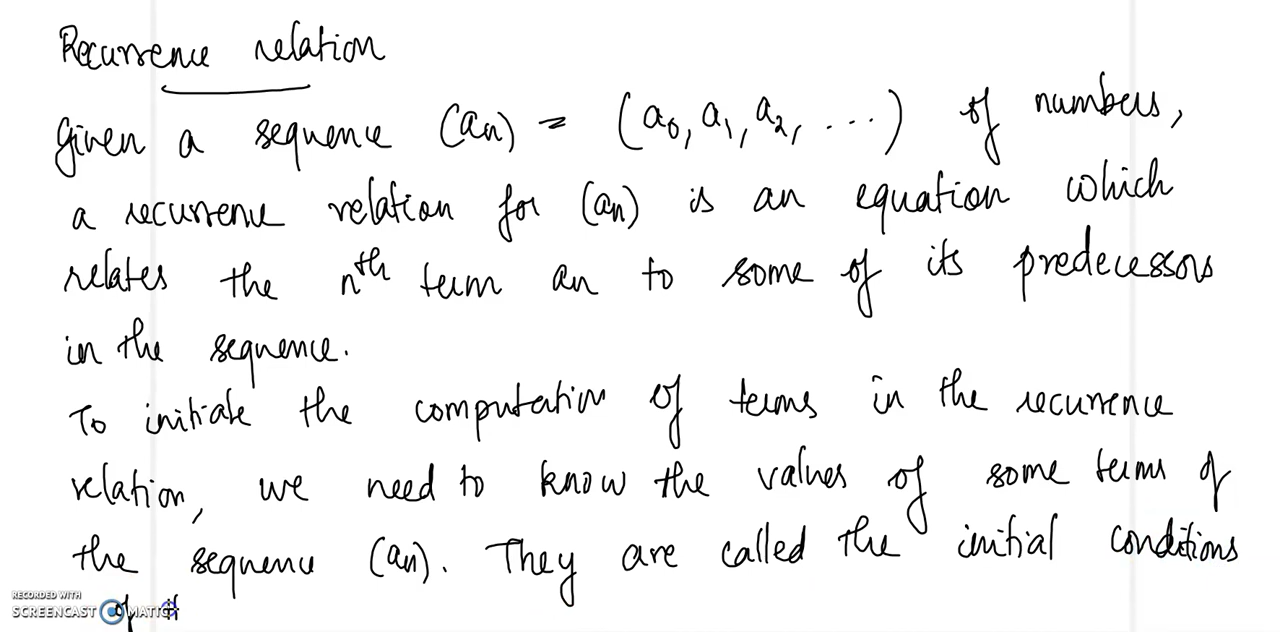 Recurrence relation
Given a sequence (an) = (a0, a1, a2, ...) of numbers,
a recurrence relation for (an) is an equation which
relates the nth term an to some of its predecessors
in the sequence.
To initiate the computation of terms in the recurrence
relation, we need to know the values of some terms of
the sequence (an). They are called the initial conditions
of
RECORDED WITH
SCREENCAST MATIC